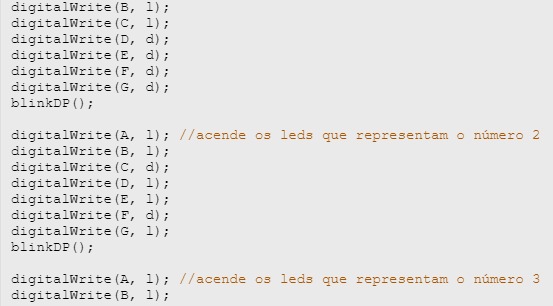 digitalWrite(B, l);
digitalWrite(C, l);
digitalWrite(D, d);
digitalWrite(E, d);
digitalWrite(F, d);
digitalWrite(G, d);
blinkDP();
digitalWrite(A, l); //acende os leds que representam o número 2
digitalWrite(B, l);
digitalWrite(C, d);
digitalWrite(D, l);
digitalWrite(E, l);
digitalWrite(F, d);
digitalWrite(G, l);
blinkDP();
digitalWrite(A, l); //acende os leds que representam o número 3
digitalWrite(B, l);